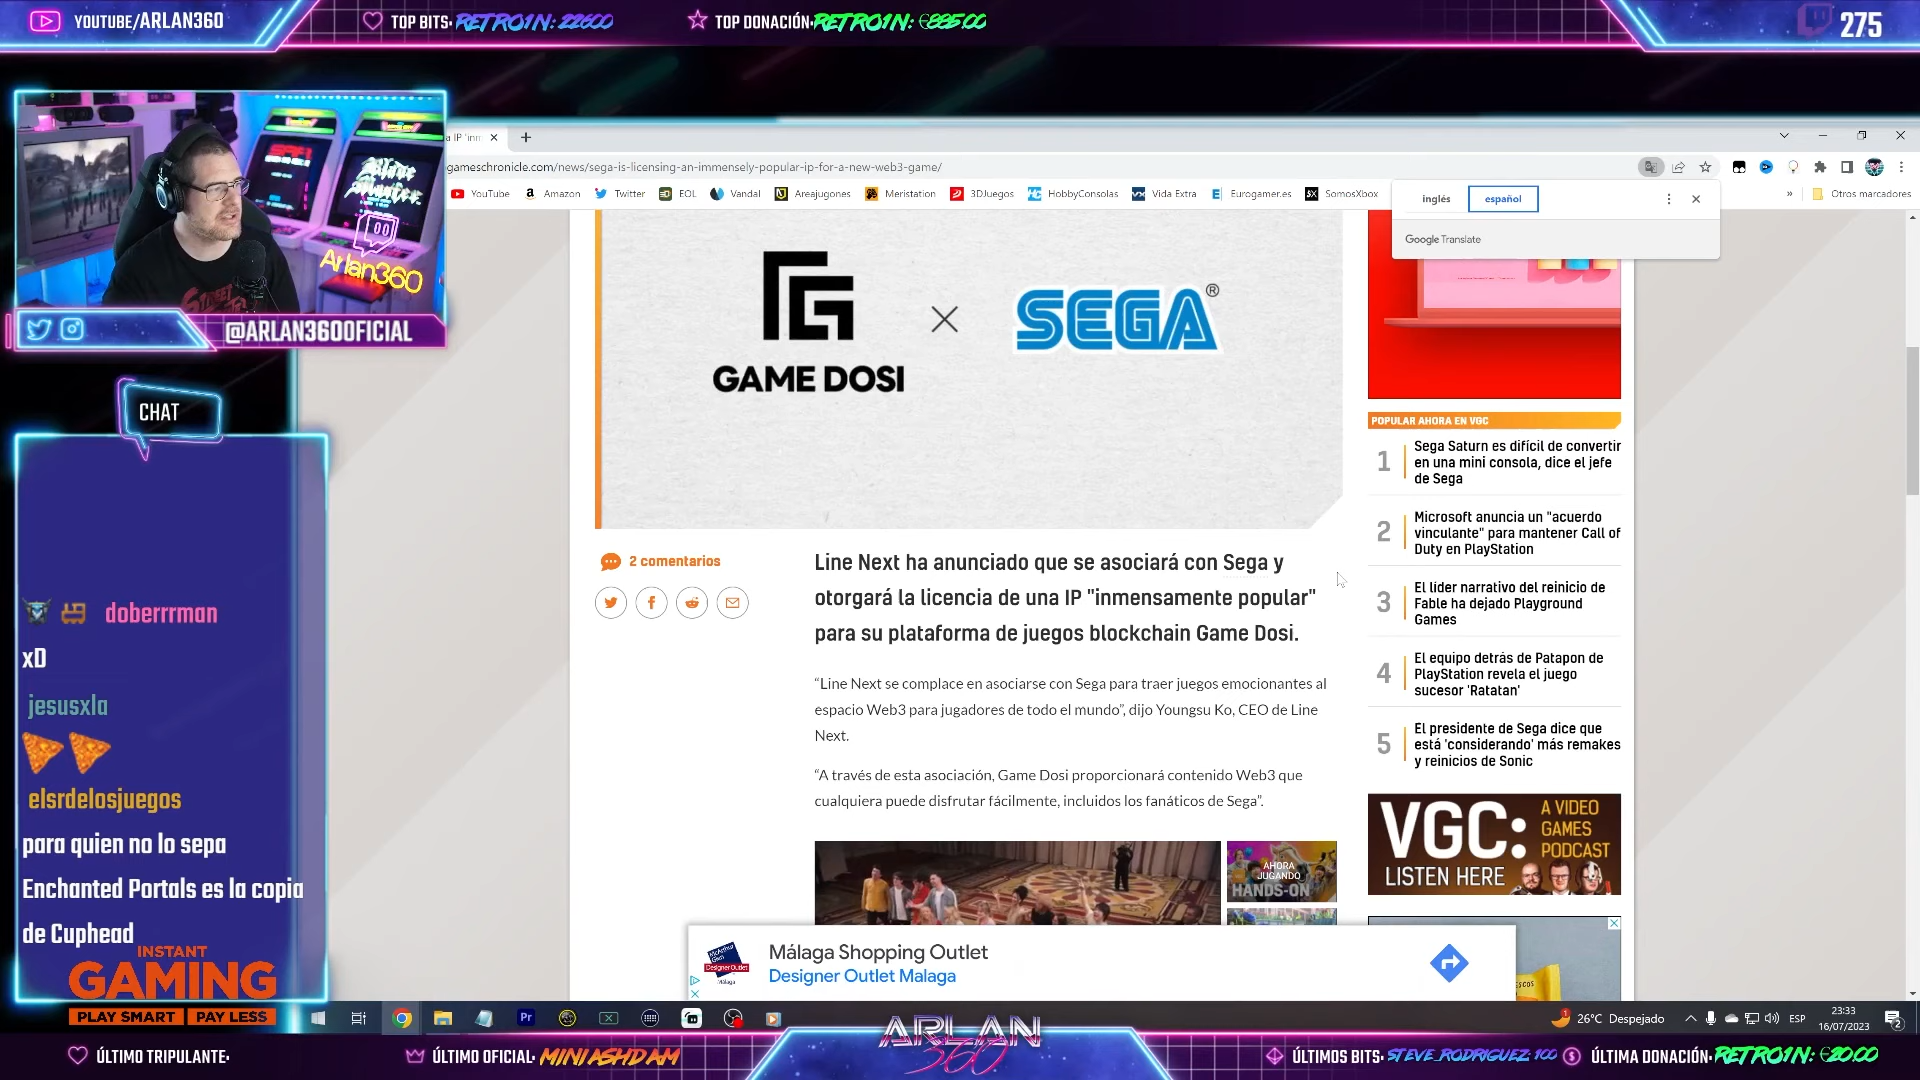 YOUTUBE/ARLAN360
TOP BITS: RETRO1N: 22600
TOP DONACIÓN: RETRO1N: €885.00
275
a IP 'inm
gameschronicle.com/news/sega-is-licensing-an-immensely-popular-ip-for-a-new-web3-game/
YouTube
Amazon
Twitter
EOL
Vandal
Areajugones
Meristation
3DJuegos
HobbyConsolas
Vida Extra
Eurogamer.es
SomosXbox
»
Otros marcadores
inglés
español
Google Translate
Arlan360
@ARLAN360OFICIAL
GAME DOSI
SEGA®
2 comentarios
Line Next ha anunciado que se asociará con Sega y
otorgará la licencia de una IP "inmensamente popular"
para su plataforma de juegos blockchain Game Dosi.
“Line Next se complace en asociarse con Sega para traer juegos emocionantes al
espacio Web3 para jugadores de todo el mundo”, dijo Youngsu Ko, CEO de Line
Next.
“A través de esta asociación, Game Dosi proporcionará contenido Web3 que
cualquiera puede disfrutar fácilmente, incluidos los fanáticos de Sega”.
AHORA
JUGANDO
HANDS-ON
POPULAR AHORA EN VGC
1
Sega Saturn es difícil de convertir
en una mini consola, dice el jefe
de Sega
2
Microsoft anuncia un "acuerdo
vinculante" para mantener Call of
Duty en PlayStation
3
El líder narrativo del reinicio de
Fable ha dejado Playground
Games
4
El equipo detrás de Patapon de
PlayStation revela el juego
sucesor 'Ratatan'
5
El presidente de Sega dice que
está 'considerando' más remakes
y reinicios de Sonic
VGC:
A VIDEO
GAMES
PODCAST
LISTEN HERE
Málaga Shopping Outlet
Designer Outlet Malaga
CHAT
doberrrman
xD
jesusxla
elsrdelosjuegos
para quien no lo sepa
Enchanted Portals es la copia
de Cuphead
INSTANT
GAMING
PLAY SMART
PAY LESS
Pr
26°C Despejado
ESP
23:33
16/07/2023
2
ÚLTIMO TRIPULANTE:
ÚLTIMO OFICIAL: MINIASHDAM
ARLAN
360
ÚLTIMOS BITS: STEVE_RODRIGUEZ: 100
ÚLTIMA DONACIÓN: RETRO1N: €20.00